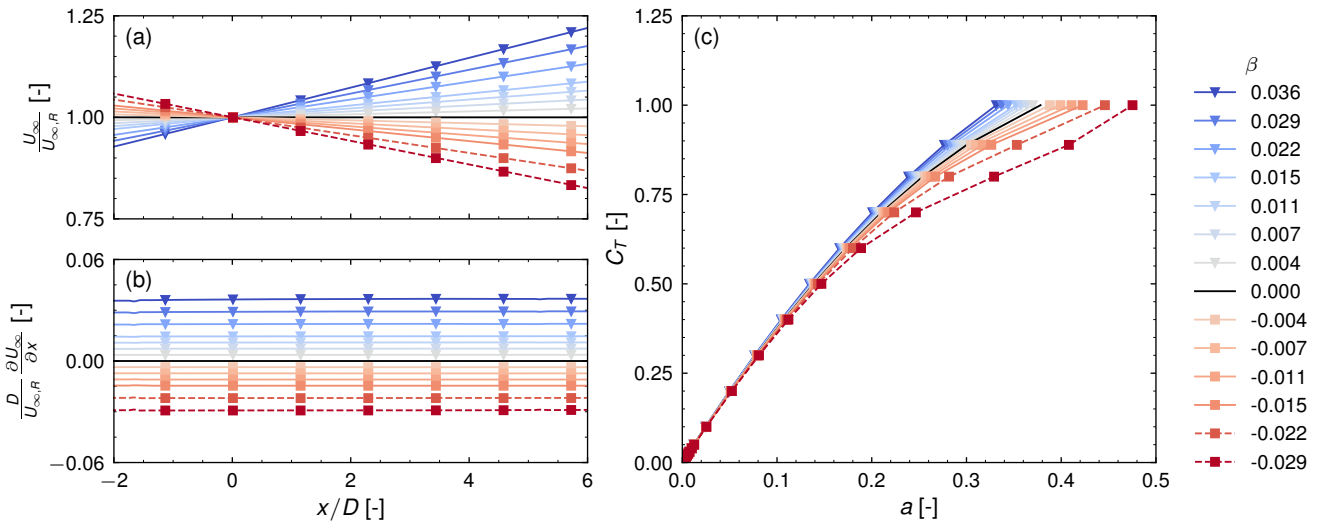 (a)
1.25
1.00
0.75
U∞/U∞,R [-]
(b)
0.06
0.00
−0.06
D/U∞,R ∂U∞/∂x [-]
−2 0 2 4 6
x/D [-]
(c)
1.25
1.00
0.75
0.50
0.25
0.00
C_T [-]
0.0 0.1 0.2 0.3 0.4 0.5
a [-]
β
0.036
0.029
0.022
0.015
0.011
0.007
0.004
0.000
-0.004
-0.007
-0.011
-0.015
-0.022
-0.029